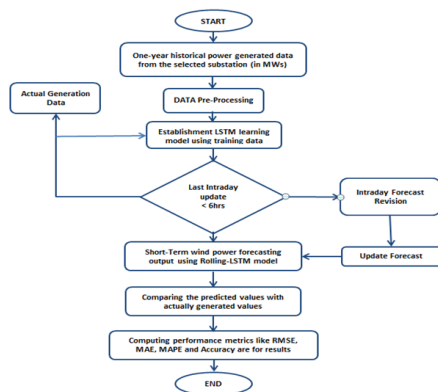 START
One-year historical power generated data
from the selected substation (in MWs)
Actual Generation
Data
DATA Pre-Processing
Establishment LSTM learning
model using training data
Last Intraday
update
< 6hrs
Intraday Forecast
Revision
Short-Term wind power forecasting
output using Rolling-LSTM model
Update Forecast
Comparing the predicted values with
actually generated values
Computing performance metrics like RMSE,
MAE, MAPE and Accuracy are for results
END